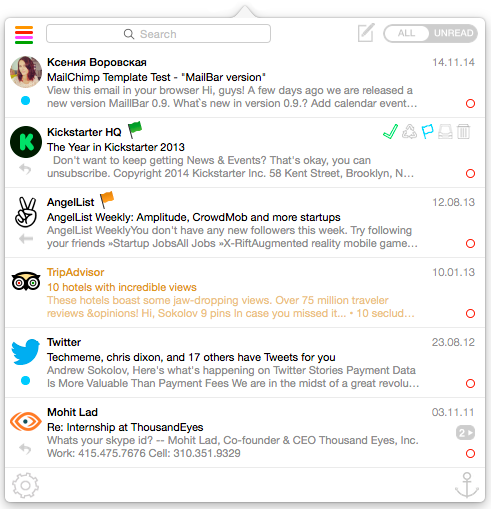 Search
ALL UNREAD
Ксения Воровская 14.11.14
MailChimp Template Test - "MailBar version"
View this email in your browser Hi, guys! A few days ago we are released a
new version MaillBar 0.9. What`s new in version 0.9.? Add calendar event…
Kickstarter HQ
The Year in Kickstarter 2013
Don't want to keep getting News & Events? That's okay, you can
unsubscribe. Copyright 2014 Kickstarter Inc. 58 Kent Street, Brooklyn, N…
AngelList 12.08.13
AngelList Weekly: Amplitude, CrowdMob and more startups
AngelList WeeklyYou don't have any new followers this week. Try following
your friends »Startup JobsAll Jobs »X-RiftAugmented reality mobile game…
TripAdvisor 10.01.13
10 hotels with incredible views
These hotels boast some jaw-dropping views. Over 75 million traveler
reviews &opinions! Hi, Sokolov 9 pins In case you missed it... • 10 seclud…
Twitter 23.08.12
Techmeme, chris dixon, and 17 others have Tweets for you
Andrew Sokolov, Here's what's happening on Twitter Stories Payment Data
Is More Valuable Than Payment Fees We are in the midst of a great revolu…
Mohit Lad 03.11.11
Re: Internship at ThousandEyes 2
Whats your skype id? -- Mohit Lad, Co-founder & CEO Thousand Eyes, Inc.
Work: 415.475.7676 Cell: 310.351.9329